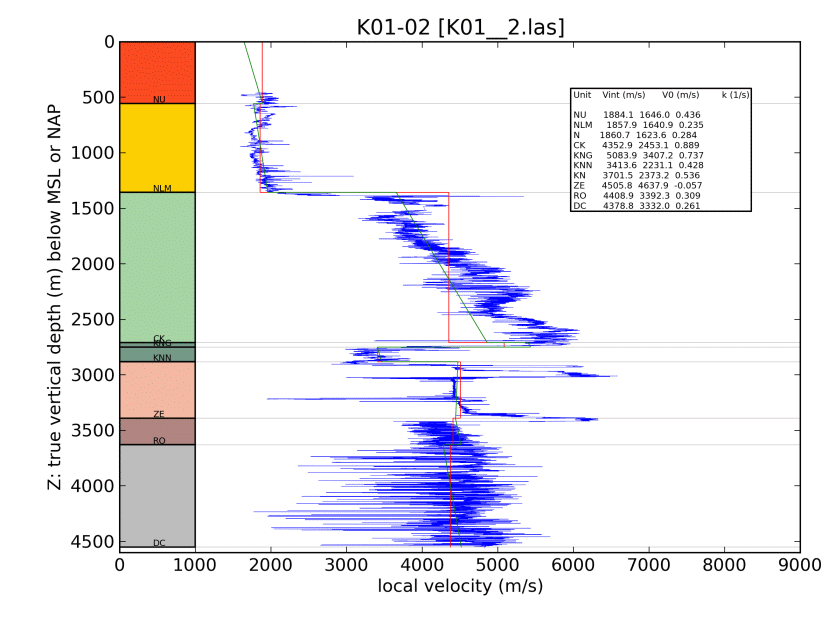 K01-02 [K01__2.las]
Z: true vertical depth (m) below MSL or NAP
0
500
1000
1500
2000
2500
3000
3500
4000
4500
NU
NLM
CK
KNG
KNN
ZE
RO
DC
Unit Vint (m/s) V0 (m/s) k (1/s)
NU 1884.1 1646.0 0.436
NLM 1857.9 1640.9 0.235
N 1860.7 1623.6 0.284
CK 4352.9 2453.1 0.889
KNG 5083.9 3407.2 0.737
KNN 3413.6 2231.1 0.428
KN 3701.5 2373.2 0.536
ZE 4505.8 4637.9 -0.057
RO 4408.9 3392.3 0.309
DC 4378.8 3332.0 0.261
0 1000 2000 3000 4000 5000 6000 7000 8000 9000
local velocity (m/s)